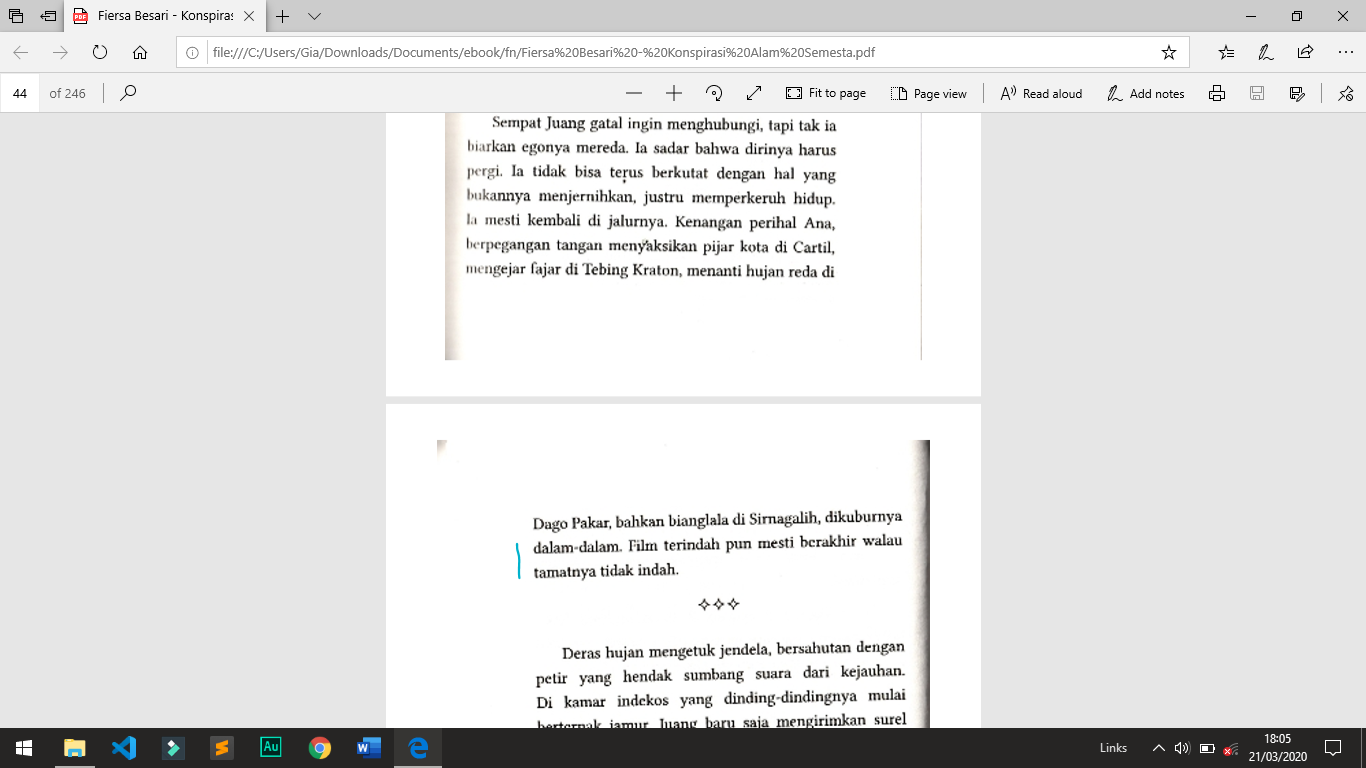 Fiersa Besari - Konspiras
file:///C:/Users/Gia/Downloads/Documents/ebook/fn/Fiersa%20Besari%20-%20Konspirasi%20Alam%20Semesta.pdf
44 of 246 Fit to page Page view Read aloud Add notes
Sempat Juang gatal ingin menghubungi, tapi tak ia
biarkan egonya mereda. Ia sadar bahwa dirinya harus
pergi. Ia tidak bisa terus berkutat dengan hal yang
bukannya menjernihkan, justru memperkeruh hidup.
Ia mesti kembali di jalurnya. Kenangan perihal Ana,
berpegangan tangan menyaksikan pijar kota di Cartil,
mengejar fajar di Tebing Kraton, menanti hujan reda di
Dago Pakar, bahkan bianglala di Sirnagalih, dikuburnya
dalam-dalam. Film terindah pun mesti berakhir walau
tamatnya tidak indah.
Deras hujan mengetuk jendela, bersahutan dengan
petir yang hendak sumbang suara dari kejauhan.
Di kamar indekos yang dinding-dindingnya mulai
berternak jamur, Juang baru saja mengirimkan surel
Au
Links
18:05
21/03/2020